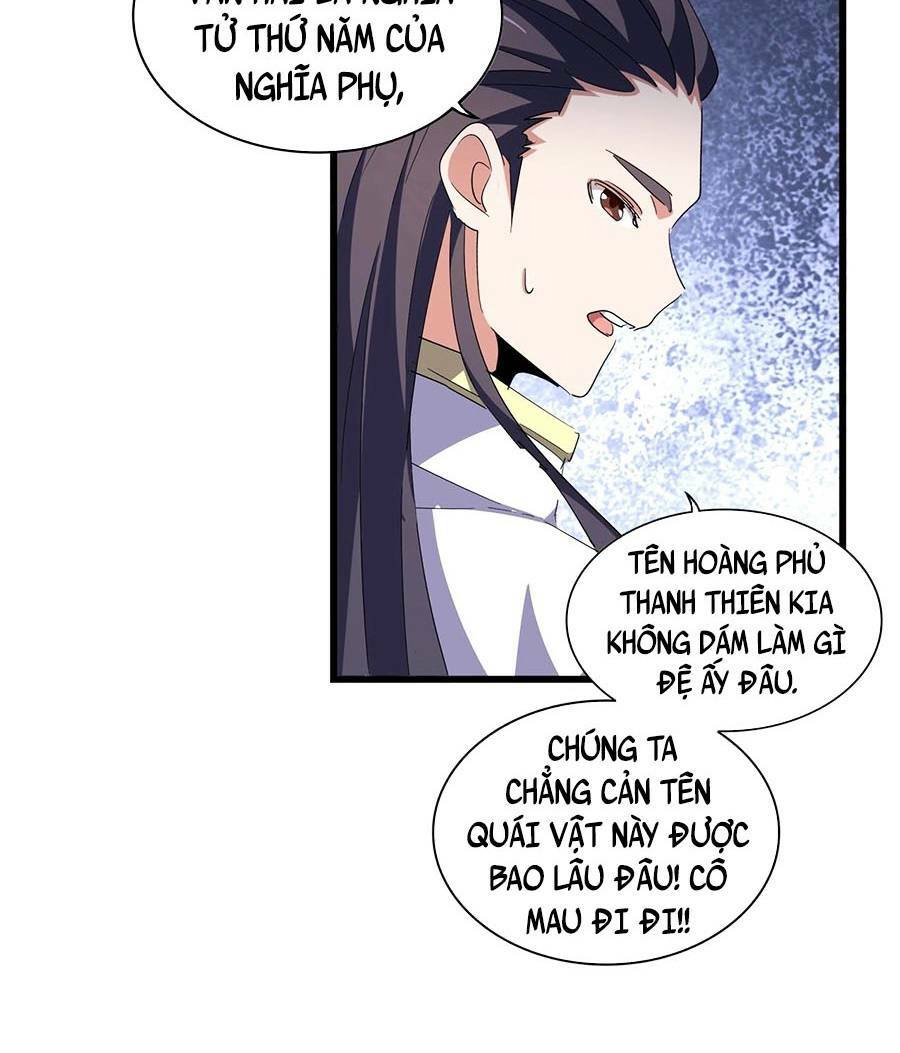 TỬ THỨ NĂM CỦA
NGHĨA PHỤ,
TÊN HOÀNG PHỦ
THANH THIÊN KIA
KHÔNG DÁM LÀM GÌ
ĐỆ ẤY ĐÂU.
CHÚNG TA
CHẲNG CẢN TÊN
QUÁI VẬT NÀY ĐƯỢC
BAO LÂU ĐÂU! CÔ
MAU ĐI ĐI!!